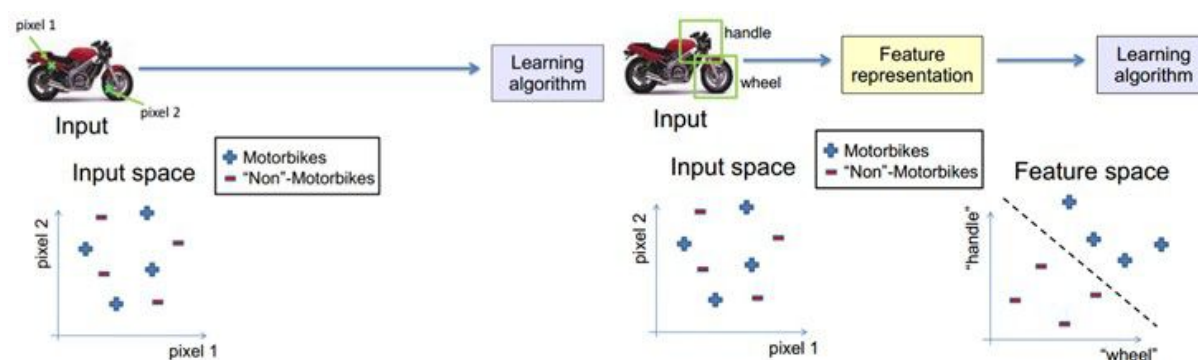 pixel 1
Learning
algorithm
pixel 2
Input
Motorbikes
"Non"-Motorbikes
Input space
pixel 2
pixel 1
handle
wheel
Feature
representation
Learning
algorithm
Input
Motorbikes
"Non"-Motorbikes
Input space
Feature space
pixel 2
pixel 1
"handle"
"wheel"